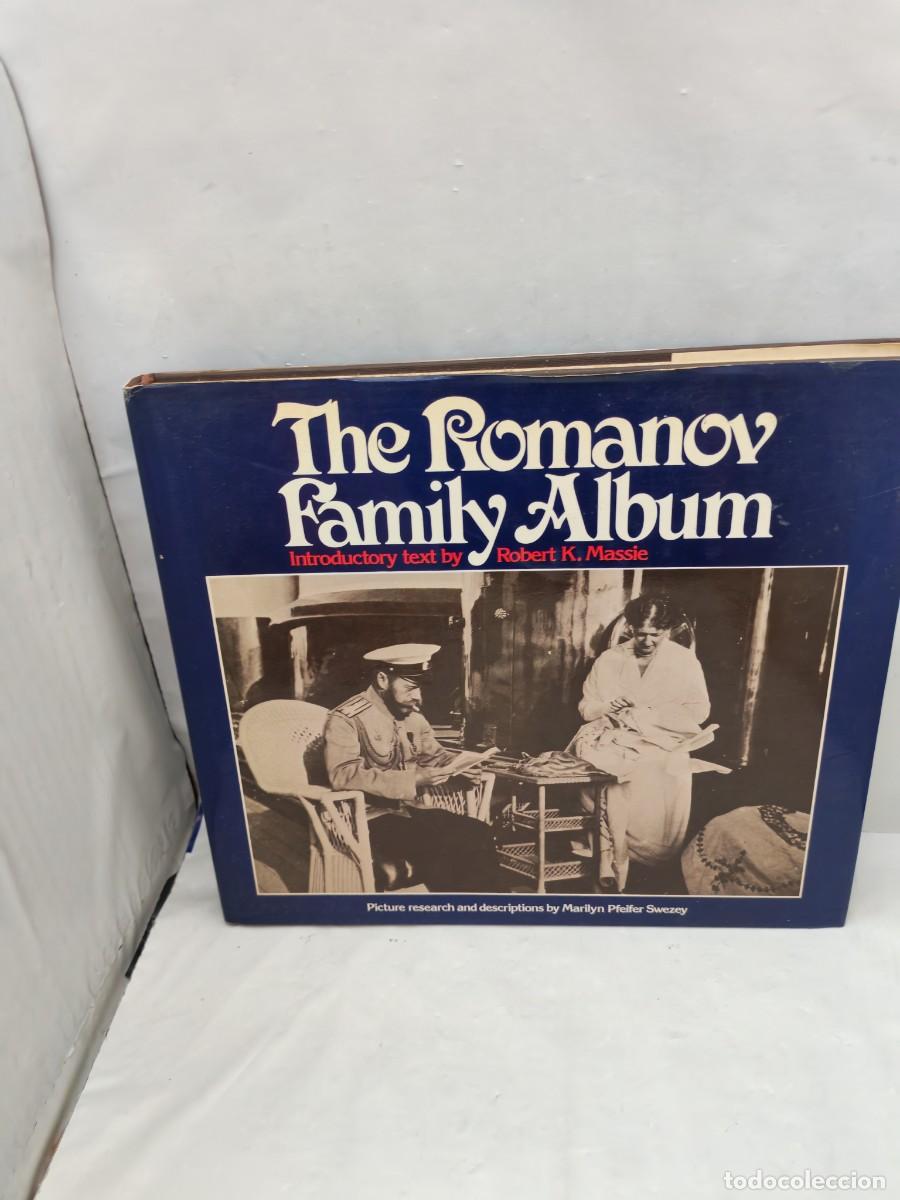 The Romanov
Family Album
Introductory text by Robert K. Massie
Picture research and descriptions by Marilyn Pfeifer Swezey
todocoleccion